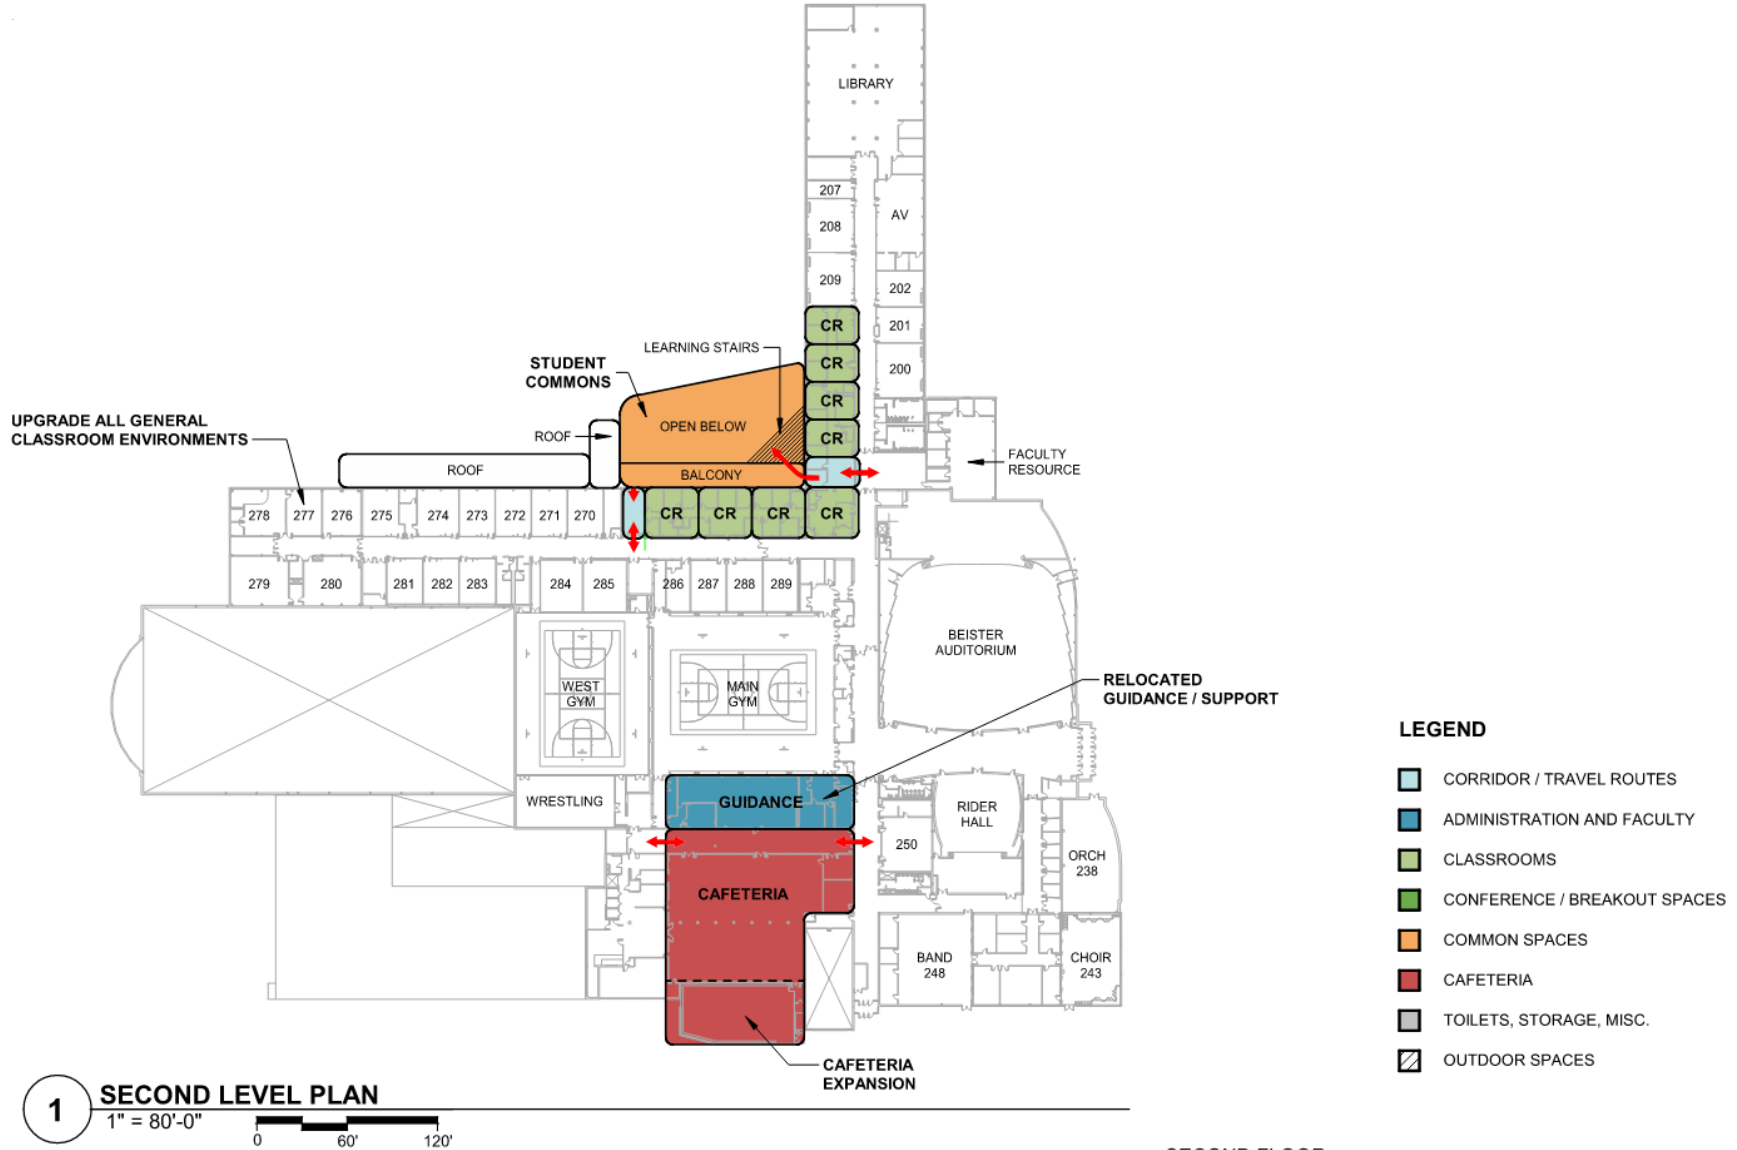 LIBRARY
207
AV
208
209
202
CR
201
LEARNING STAIRS
CR
200
STUDENT
COMMONS
CR
UPGRADE ALL GENERAL
CLASSROOM ENVIRONMENTS
OPEN BELOW
ROOF
CR
FACULTY
RESOURCE
ROOF
BALCONY
278
277
276
275
274
273
272
271
270
CR
CR
CR
CR
279
280
281
282
283
284
285
286
287
288
289
BEISTER
AUDITORIUM
WEST
GYM
MAIN
GYM
RELOCATED
GUIDANCE / SUPPORT
WRESTLING
GUIDANCE
RIDER
HALL
250
ORCH
238
CAFETERIA
BAND
248
CHOIR
243
CAFETERIA
EXPANSION
LEGEND
CORRIDOR / TRAVEL ROUTES
ADMINISTRATION AND FACULTY
CLASSROOMS
CONFERENCE / BREAKOUT SPACES
COMMON SPACES
CAFETERIA
TOILETS, STORAGE, MISC.
OUTDOOR SPACES
1
SECOND LEVEL PLAN
1" = 80'-0"
0 60' 120'
SECOND FLOOR